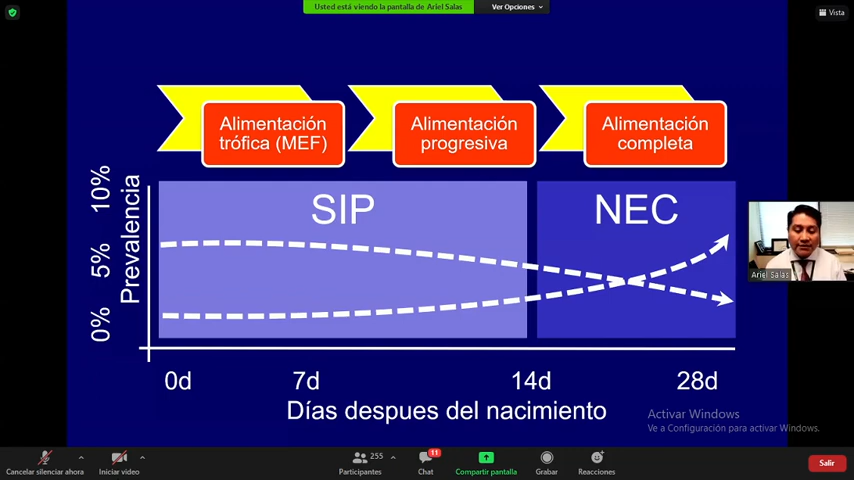 Usted está viendo la pantalla de Ariel Salas
Ver Opciones
Vista
Alimentación
trófica (MEF)
Alimentación
progresiva
Alimentación
completa
SIP
NEC
Prevalencia
10%
5%
0%
0d
7d
14d
28d
Días despues del nacimiento
Ariel Salas
Activar Windows
Ve a Configuración para activar Windows.
Cancelar silenciar ahora
Iniciar video
255
Participantes
11
Chat
Compartir pantalla
Grabar
Reacciones
Salir